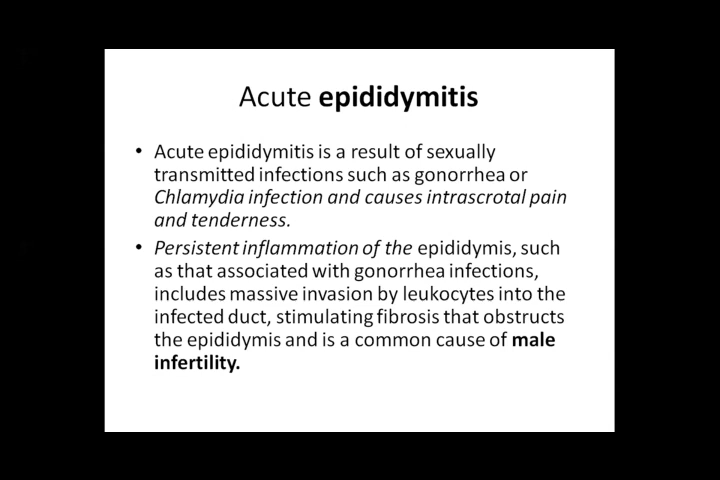 Acute epididymitis
• Acute epididymitis is a result of sexually
transmitted infections such as gonorrhea or
Chlamydia infection and causes intrascrotal pain
and tenderness.
• Persistent inflammation of the epididymis, such
as that associated with gonorrhea infections,
includes massive invasion by leukocytes into the
infected duct, stimulating fibrosis that obstructs
the epididymis and is a common cause of male
infertility.